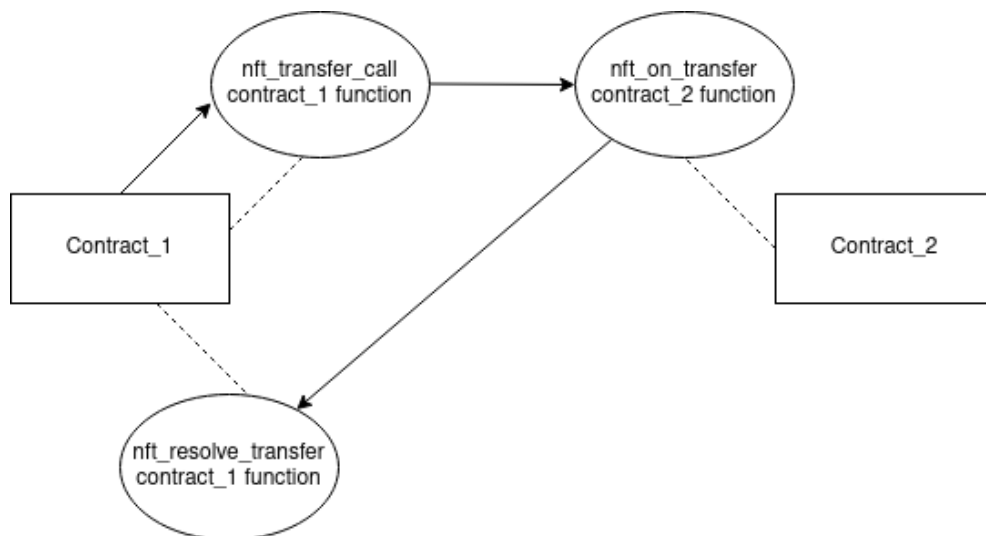 nft_transfer_call
contract_1 function
nft_on_transfer
contract_2 function
Contract_1
Contract_2
nft_resolve_transfer
contract_1 function